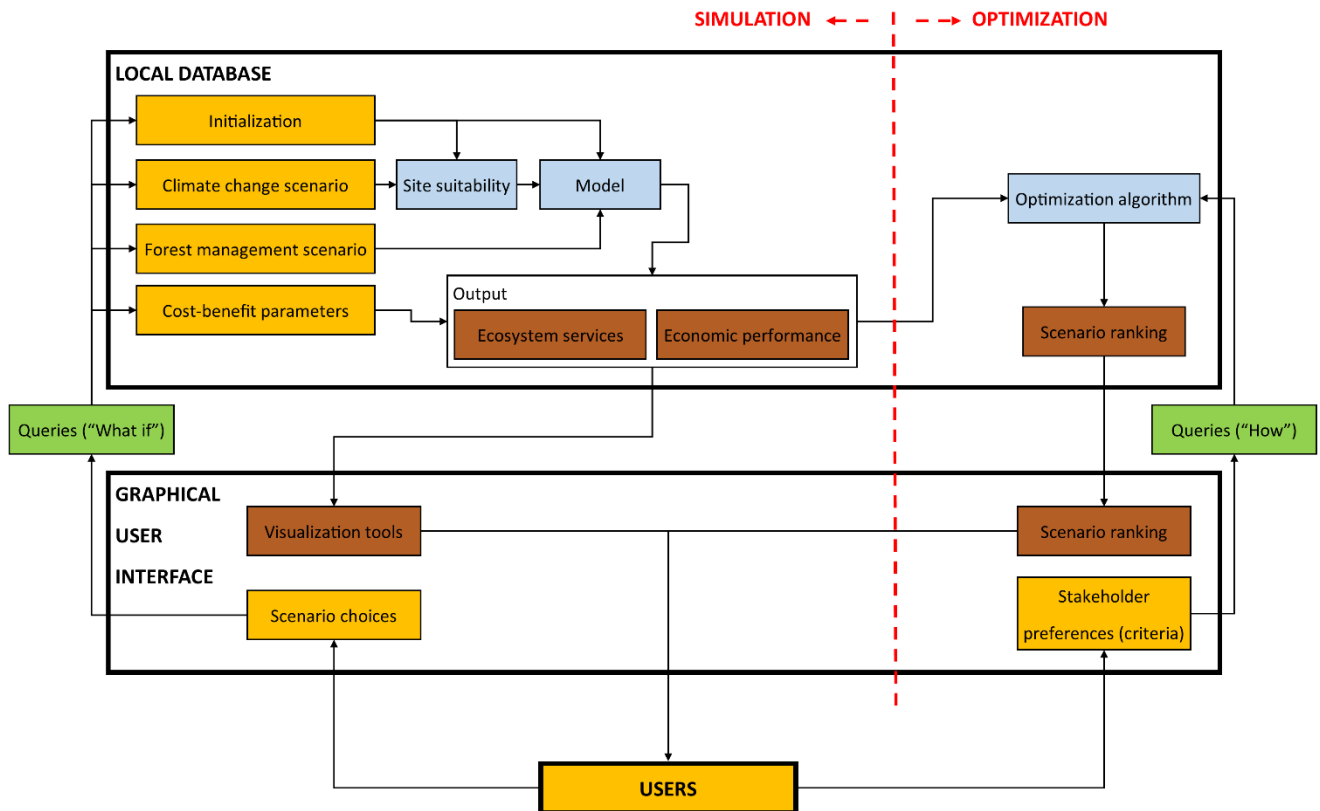 SIMULATION
OPTIMIZATION
LOCAL DATABASE
Initialization
Climate change scenario
Site suitability
Model
Optimization algorithm
Forest management scenario
Output
Cost-benefit parameters
Ecosystem services
Economic performance
Scenario ranking
Queries (“What if”)
Queries (“How”)
GRAPHICAL
USER
INTERFACE
Visualization tools
Scenario ranking
Scenario choices
Stakeholder
preferences (criteria)
USERS